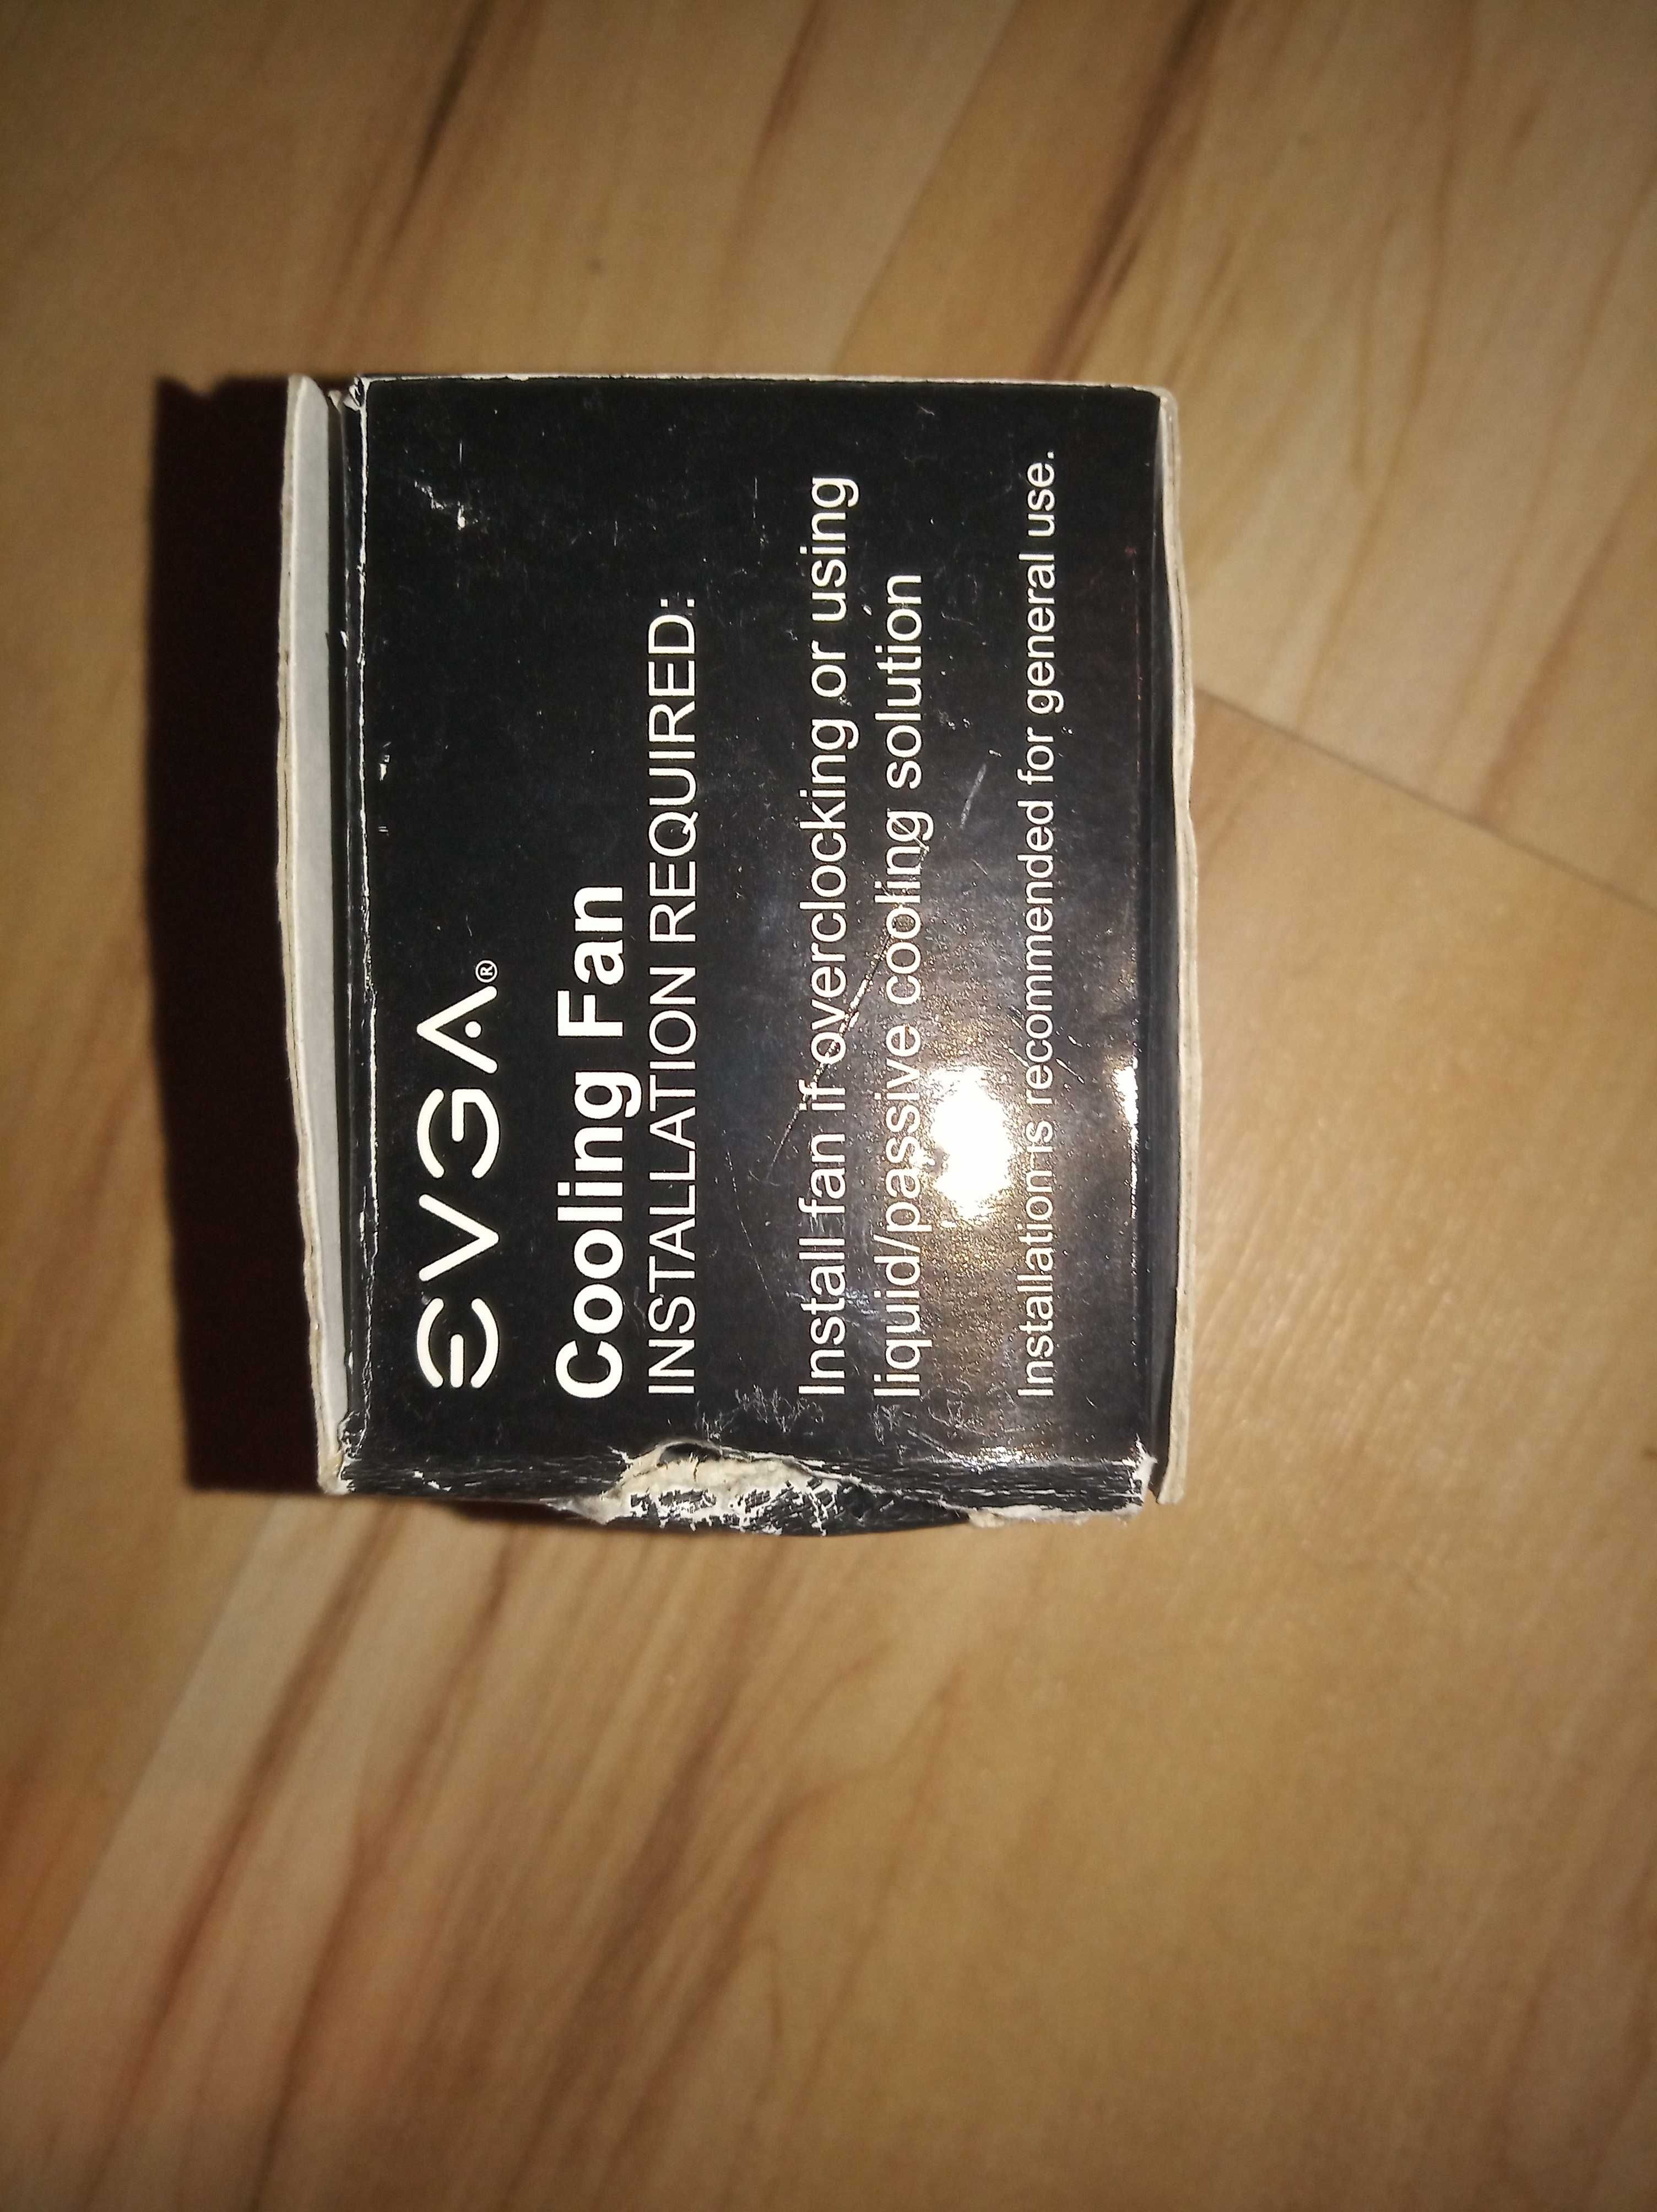 EVGA®
Cooling Fan
INSTALLATION REQUIRED:
Install fan if overclocking or using
liquid/passive cooling solution
Installation is recommended for general use.